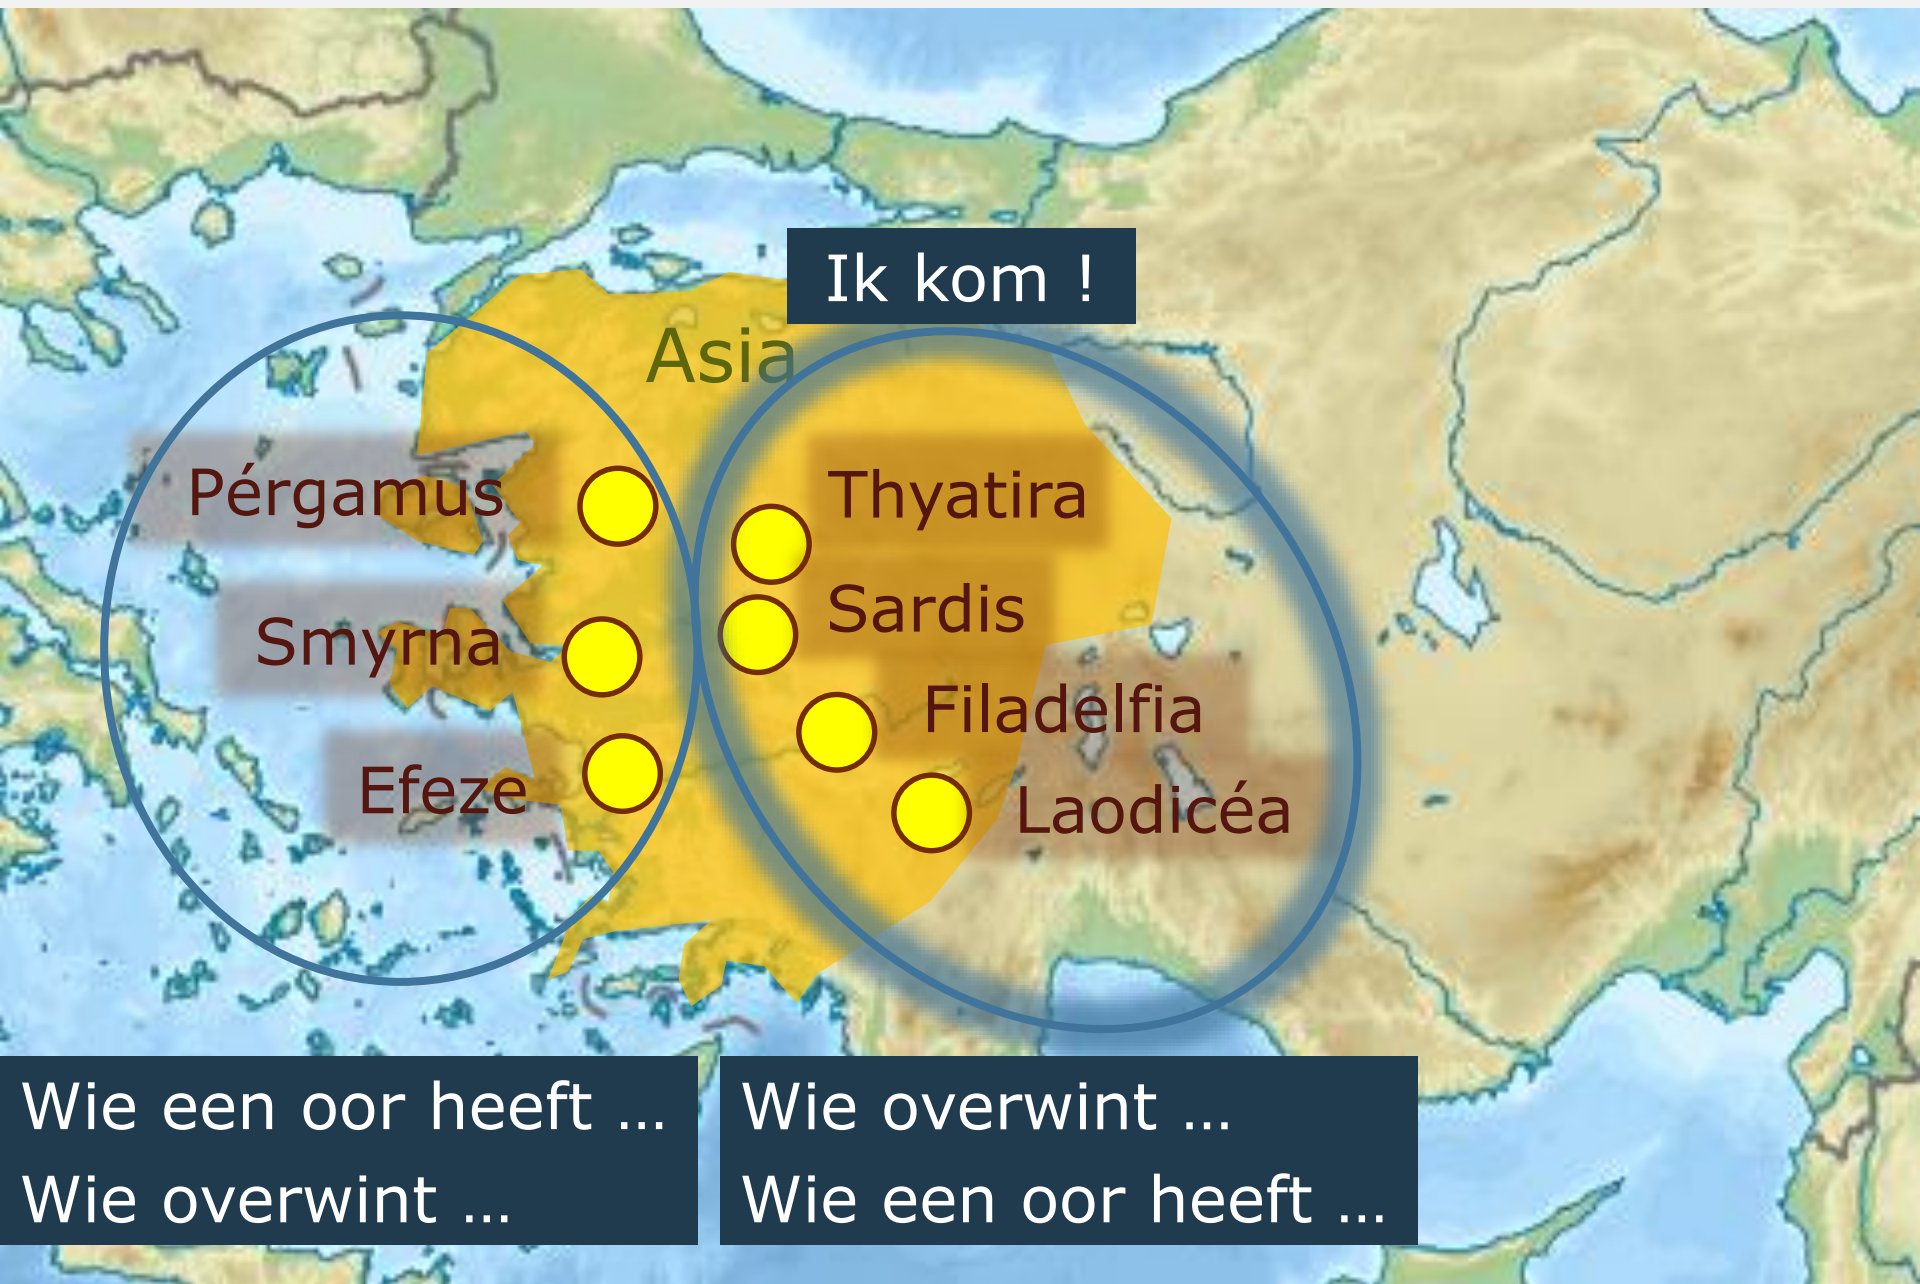 Ik kom !
Asia
Pérgamus
Thyatira
Smyrna
Sardis
Filadelfia
Efeze
Laodicéa
Wie een oor heeft ...
Wie overwint ...
Wie overwint ...
Wie een oor heeft ...